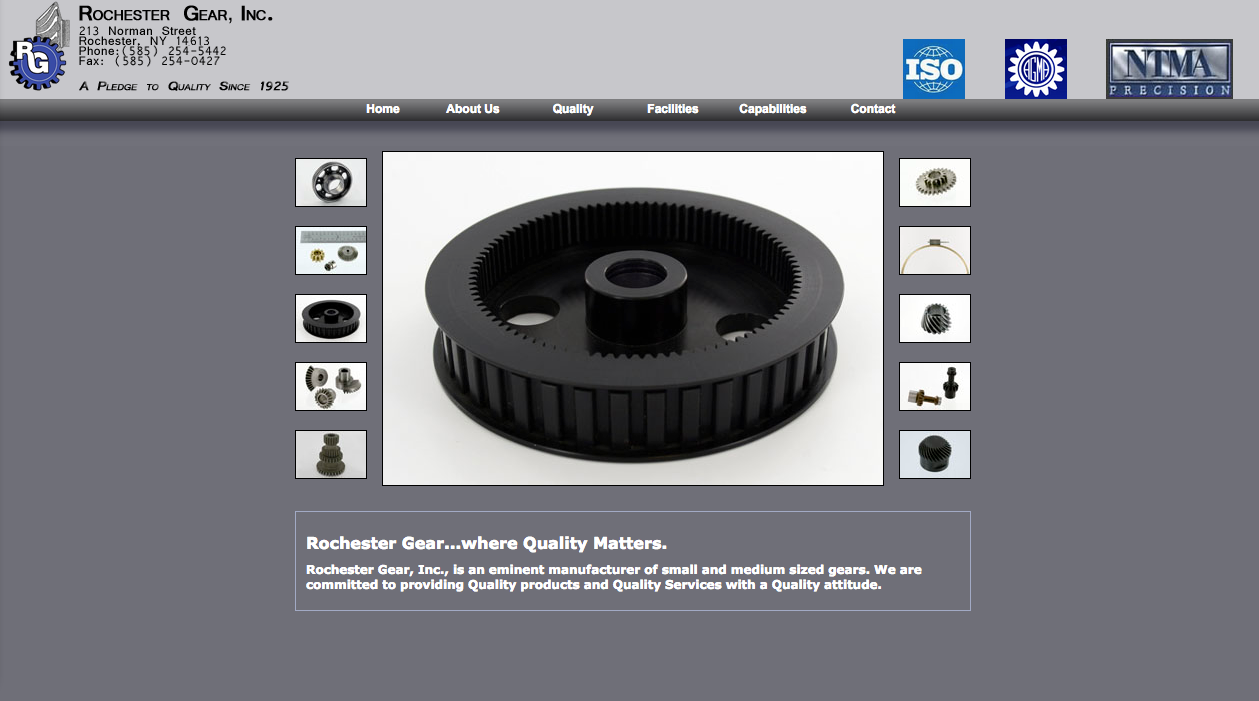 Rochester Gear, Inc.
213 Norman Street
Rochester, NY 14613
Phone:(585) 254-5442
Fax: (585) 254-0427
A Pledge to Quality Since 1925
RG
ISO
AGMA
NTMA
PRECISION
Home About Us Quality Facilities Capabilities Contact
Rochester Gear...where Quality Matters.
Rochester Gear, Inc., is an eminent manufacturer of small and medium sized gears. We are
committed to providing Quality products and Quality Services with a Quality attitude.